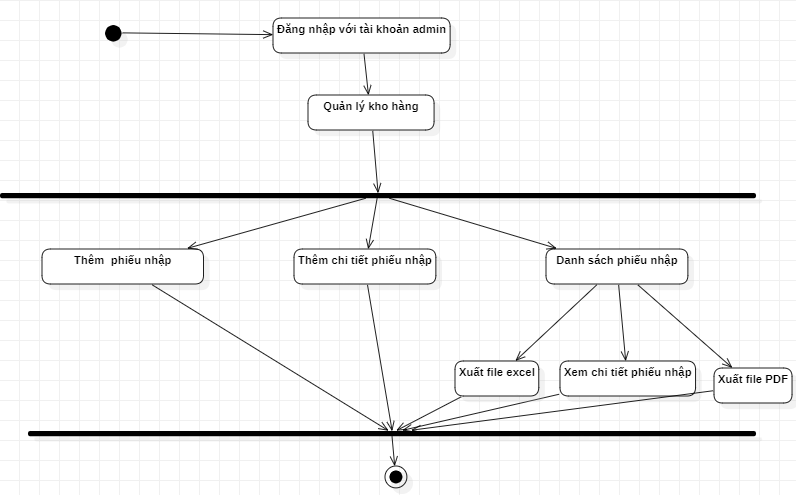 Đăng nhập với tài khoản admin
Quản lý kho hàng
Thêm  phiếu nhập
Thêm chi tiết phiếu nhập
Danh sách phiếu nhập
Xuất file excel
Xem chi tiết phiếu nhập
Xuất file PDF